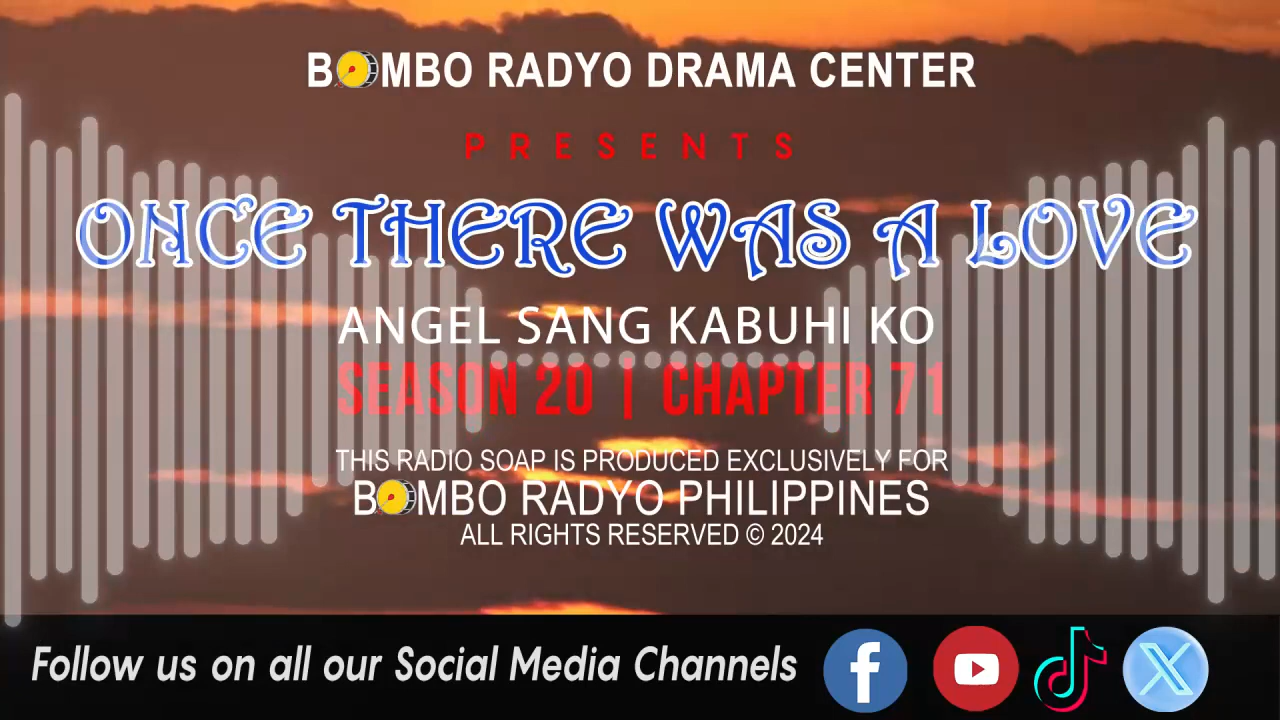 BOMBO RADYO DRAMA CENTER
PRESENTS
ONCE THERE WAS A LOVE
ANGEL SANG KABUHI KO
SEASON 20 | CHAPTER 71
THIS RADIO SOAP IS PRODUCED EXCLUSIVELY FOR
BOMBO RADYO PHILIPPINES
ALL RIGHTS RESERVED © 2024
Follow us on all our Social Media Channels